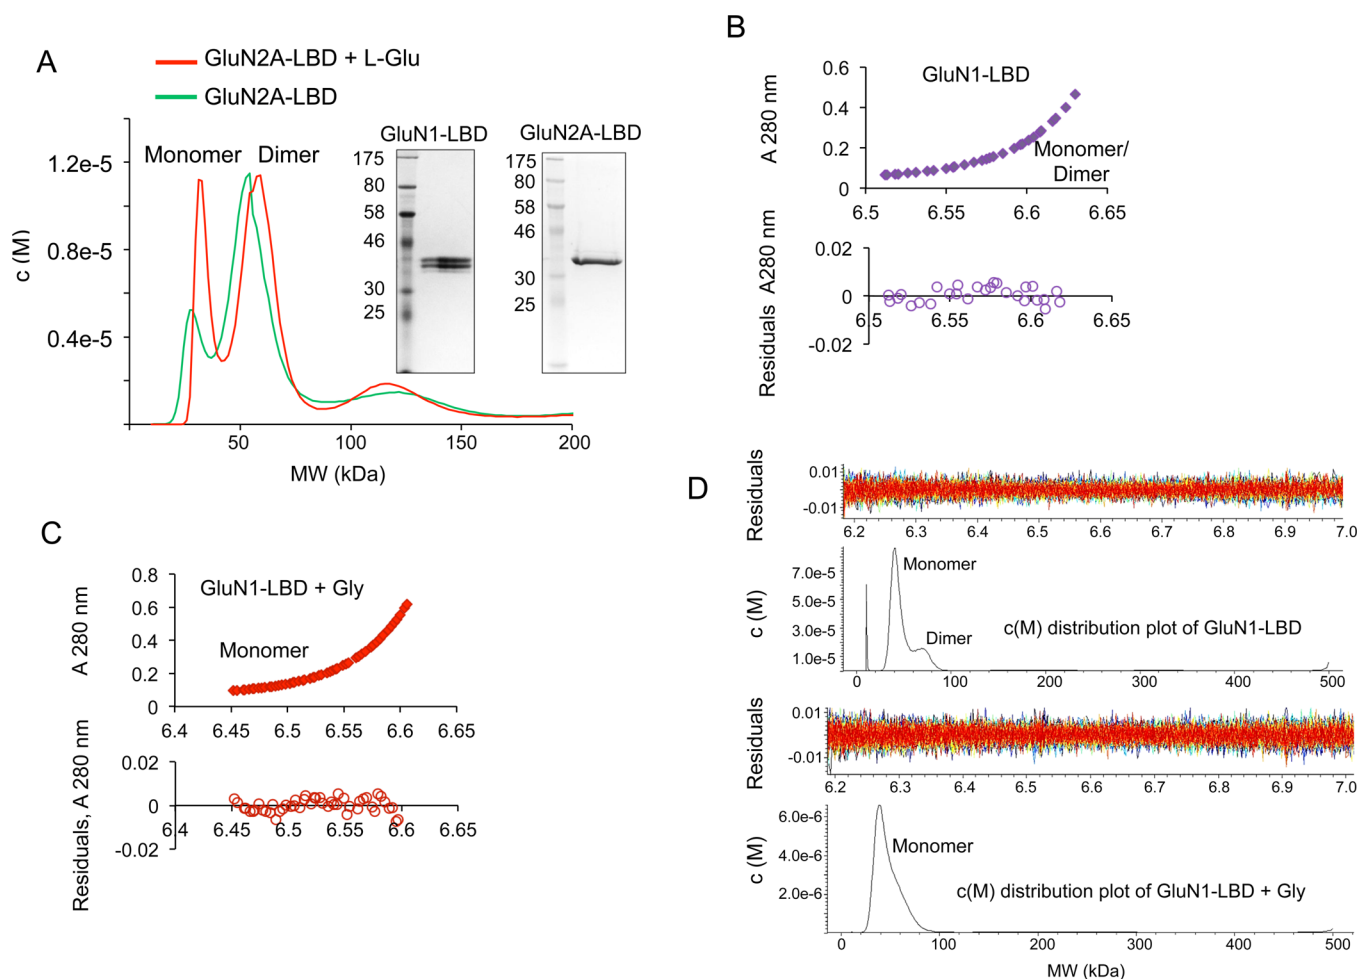 A
GluN2A-LBD + L-Glu
GluN2A-LBD
Monomer Dimer
c (M)
1.2e-5
0.8e-5
0.4e-5
50 100 150 200
MW (kDa)
GluN1-LBD
175
80
58
46
30
25
GluN2A-LBD
175
80
58
46
30
25
B
GluN1-LBD
Monomer/
Dimer
A 280 nm
0.6
0.4
0.2
0
6.5 6.55 6.6 6.65
Residuals A280 nm
0.02
0
-0.02
6.5 6.55 6.6 6.65
C
GluN1-LBD + Gly
Monomer
A 280 nm
0.8
0.6
0.4
0.2
0
6.4 6.45 6.5 6.55 6.6 6.65
Residuals, A 280 nm
0.02
0
-0.02
6.4 6.45 6.5 6.55 6.6 6.65
D
Residuals
0.01
-0.01
6.2 6.3 6.4 6.5 6.6 6.7 6.8 6.9 7.0
c (M)
7.0e-5
5.0e-5
3.0e-5
1.0e-5
Monomer
Dimer
c(M) distribution plot of GluN1-LBD
0 100 200 300 400 500
Residuals
0.01
-0.01
6.2 6.3 6.4 6.5 6.6 6.7 6.8 6.9 7.0
c (M)
6.0e-6
4.0e-6
2.0e-6
Monomer
c(M) distribution plot of GluN1-LBD + Gly
0 100 200 300 400 500
MW (kDa)